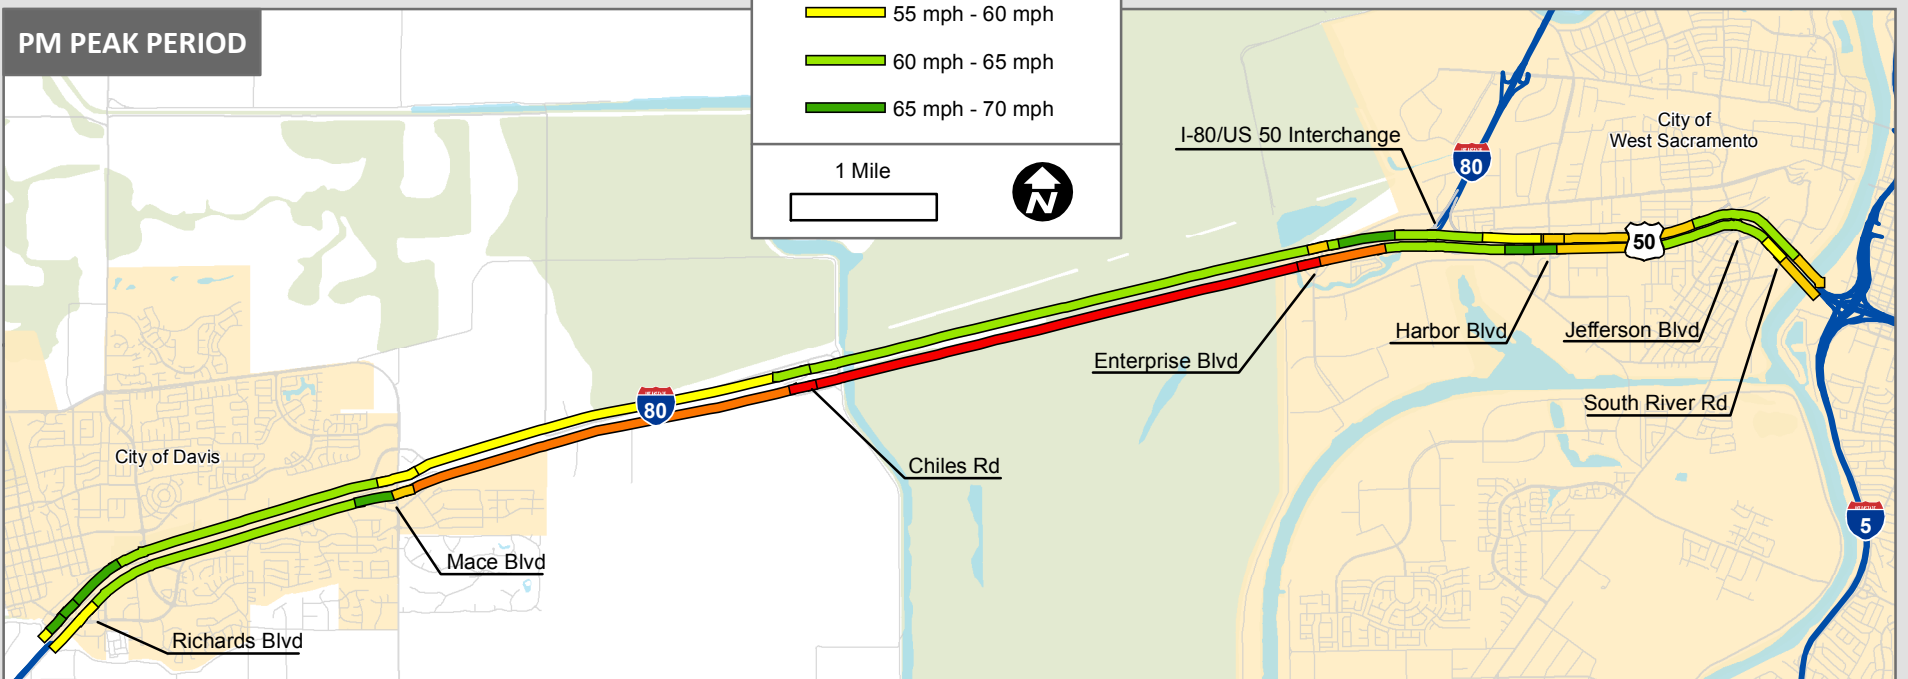 PM PEAK PERIOD
55 mph - 60 mph
60 mph - 65 mph
65 mph - 70 mph
1 Mile
N
I-80/US 50 Interchange
80
City of
West Sacramento
50
Harbor Blvd
Jefferson Blvd
Enterprise Blvd
South River Rd
80
City of Davis
Chiles Rd
5
Mace Blvd
Richards Blvd